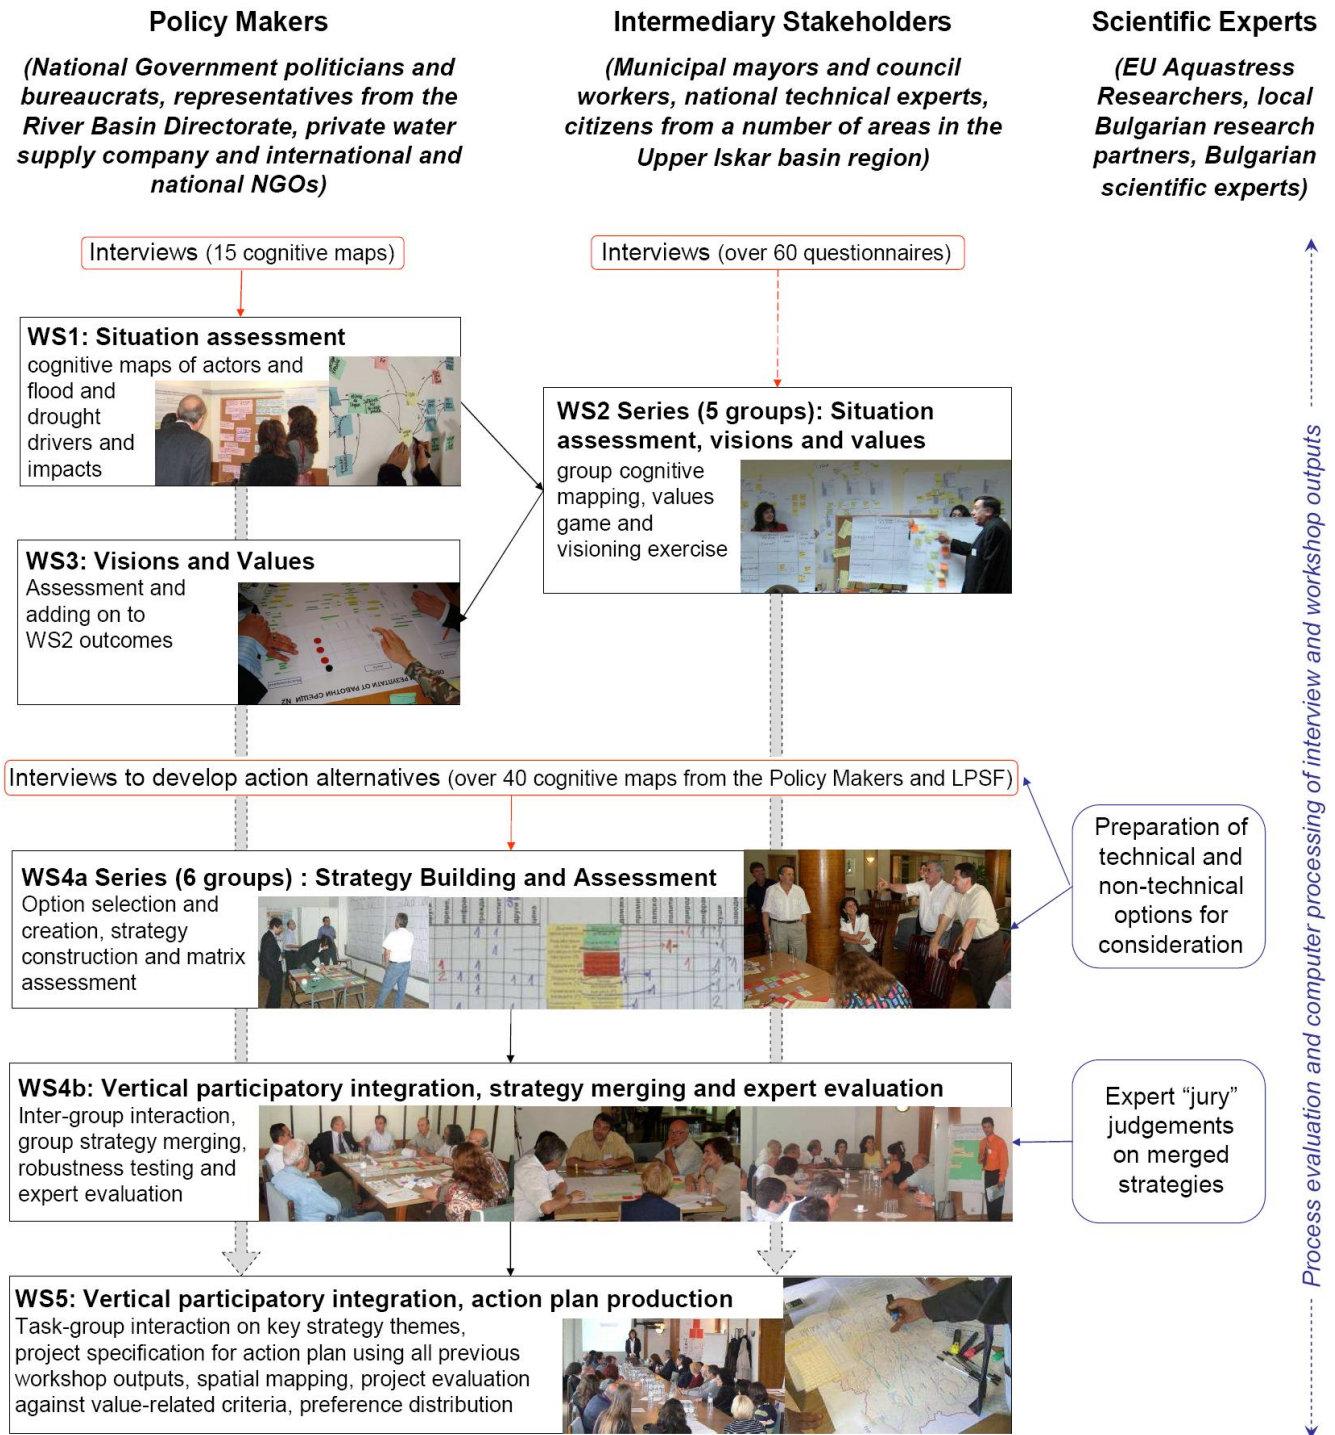 Policy Makers
(National Government politicians and
bureaucrats, representatives from the
River Basin Directorate, private water
supply company and international and
national NGOs)
Intermediary Stakeholders
(Municipal mayors and council
workers, national technical experts,
citizens from a number of areas in the
Upper Iskar basin region)
Scientific Experts
(EU Aquastress
Researchers, local
Bulgarian research
partners, Bulgarian
scientific experts)
Interviews (15 cognitive maps)
Interviews (over 60 questionnaires)
WS1: Situation assessment
cognitive maps of actors and
flood and
drought
drivers and
impacts
WS2 Series (5 groups): Situation
assessment, visions and values
group cognitive
mapping, values
game and
visioning exercise
WS3: Visions and Values
Assessment and
adding on to
WS2 outcomes
РЕЗУЛТАТИ ОТ РАБОТНИ СРЕЩИ N2
Interviews to develop action alternatives (over 40 cognitive maps from the Policy Makers and LPSF)
Preparation of
technical and
non-technical
options for
consideration
WS4a Series (6 groups) : Strategy Building and Assessment
Option selection and
creation, strategy
construction and matrix
assessment
WS4b: Vertical participatory integration, strategy merging and expert evaluation
Inter-group interaction,
group strategy merging,
robustness testing and
expert evaluation
Expert “jury”
judgements
on merged
strategies
WS5: Vertical participatory integration, action plan production
Task-group interaction on key strategy themes,
project specification for action plan using all previous
workshop outputs, spatial mapping, project evaluation
against value-related criteria, preference distribution
Process evaluation and computer processing of interview and workshop outputs